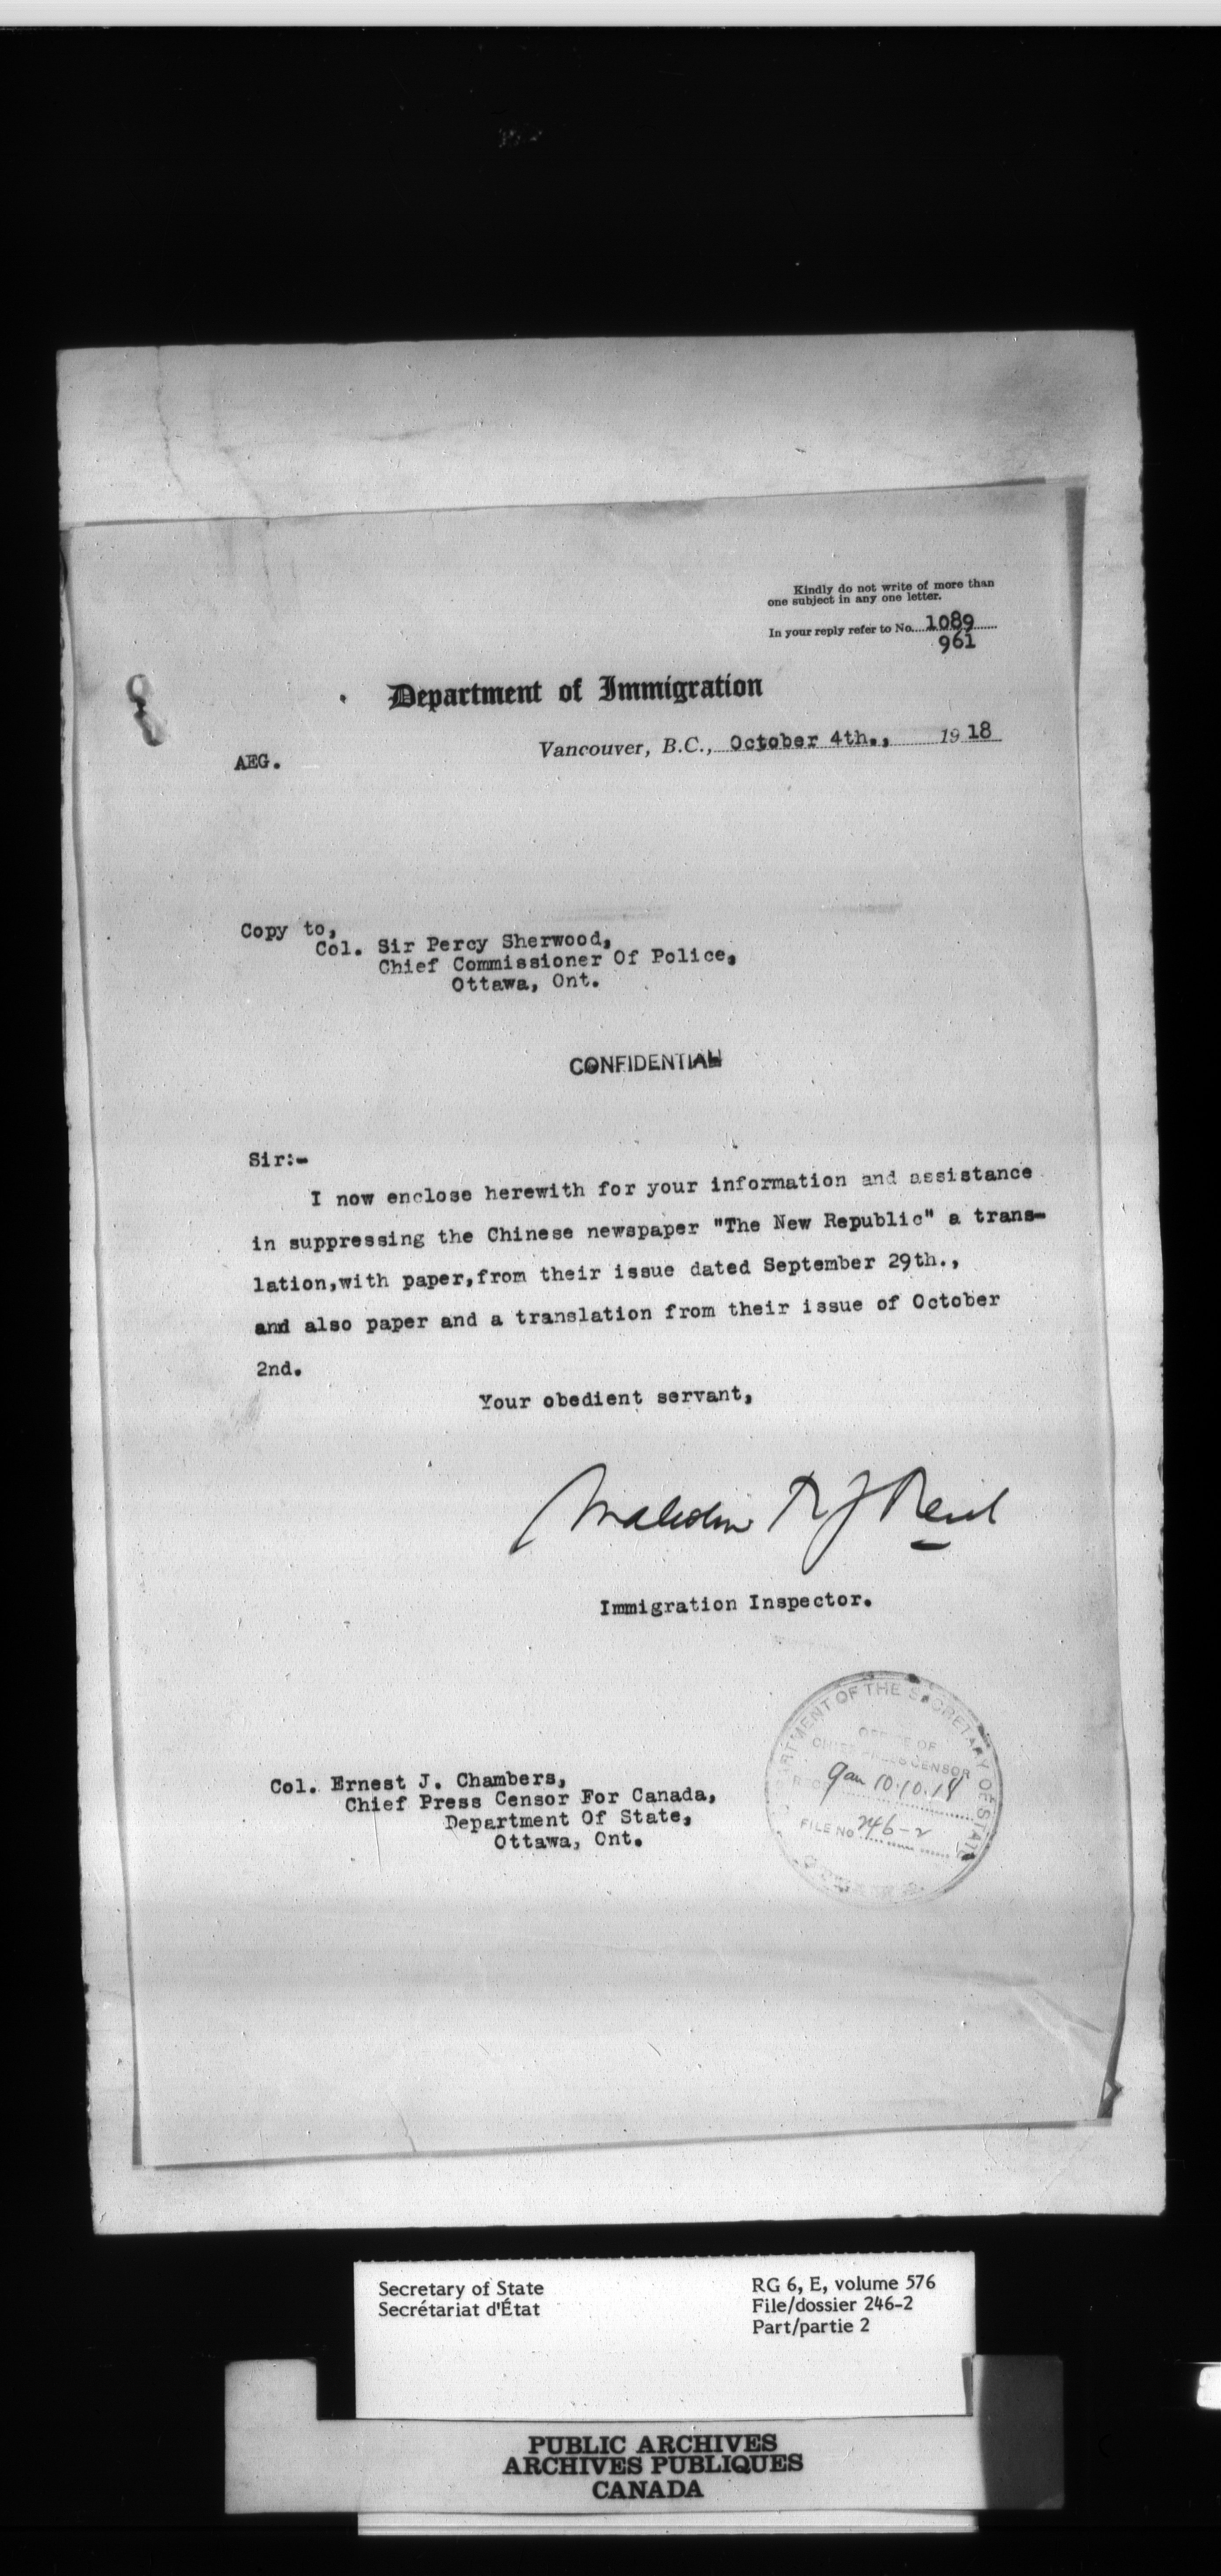 Kindly do not write of more than
one subject in any one letter.
In your reply refer to No. 1089
961
Department of Immigration
Vancouver, B.C., October 4th., 1918
AEG.
Copy to,
Col. Sir Percy Sherwood,
Chief Commissioner Of Police,
Ottawa, Ont.
CONFIDENTIAL
Sir:-
I now enclose herewith for your information and assistance
in suppressing the Chinese newspaper "The New Republic" a trans-
lation,with paper,from their issue dated September 29th.,
and also paper and a translation from their issue of October
2nd.
Your obedient servant,
Malcolm R J Reid
Immigration Inspector.
DEPARTMENT OF THE SECRETARY OF STATE
OFFICE OF
CHIEF PRESS CENSOR
10.10.18
FILE No 246-2
Col. Ernest J. Chambers,
Chief Press Censor For Canada,
Department Of State,
Ottawa, Ont.
Secretary of State
Secrétariat d'État
RG 6, E, volume 576
File/dossier 246-2
Part/partie 2
PUBLIC ARCHIVES
ARCHIVES PUBLIQUES
CANADA